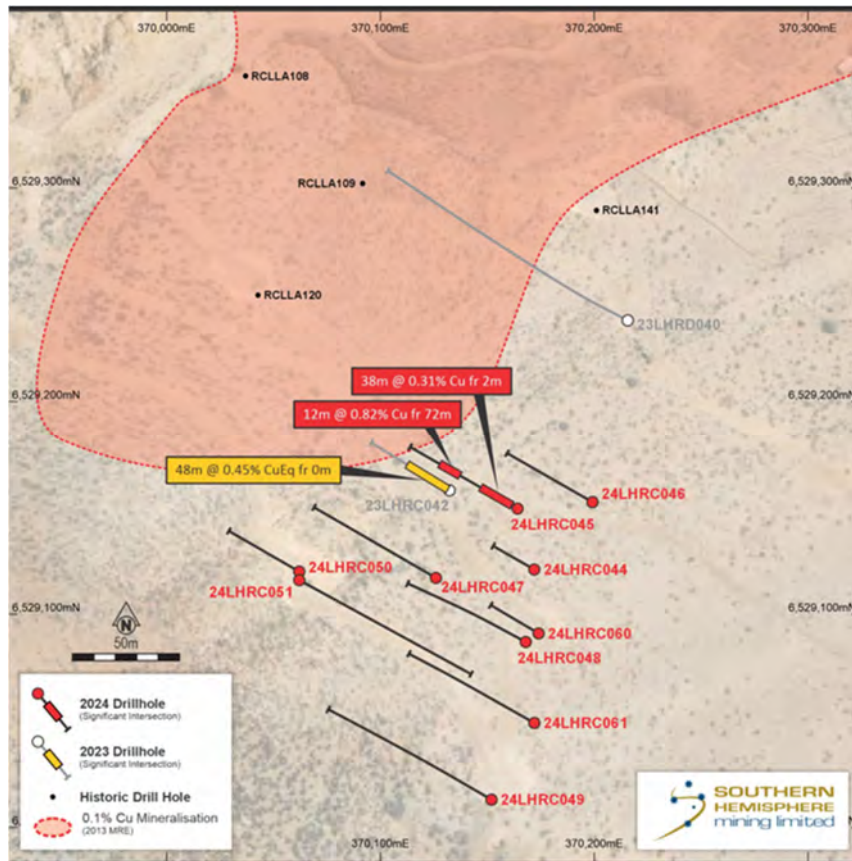 370,000mE
370,100mE
370,200mE
370,300mE
RCLLA108
RCLLA109
6,529,300mN
6,529,300mN
RCLLA141
RCLLA120
23LHRD040
38m @ 0.31% Cu fr 2m
6,529,200mN
6,529,200mN
12m @ 0.82% Cu fr 72m
48m @ 0.45% CuEq fr 0m
23LHRC042
24LHRC046
24LHRC045
24LHRC050
24LHRC044
24LHRC051
24LHRC047
6,529,100mN
6,529,100mN
N
50m
24LHRC060
24LHRC048
24LHRC061
24LHRC049
2024 Drillhole
(Significant Intersection)
2023 Drillhole
(Significant Intersection)
Historic Drill Hole
0.1% Cu Mineralisation
(2013 MRE)
SOUTHERN
HEMISPHERE
mining limited
370,100mE
370,200mE